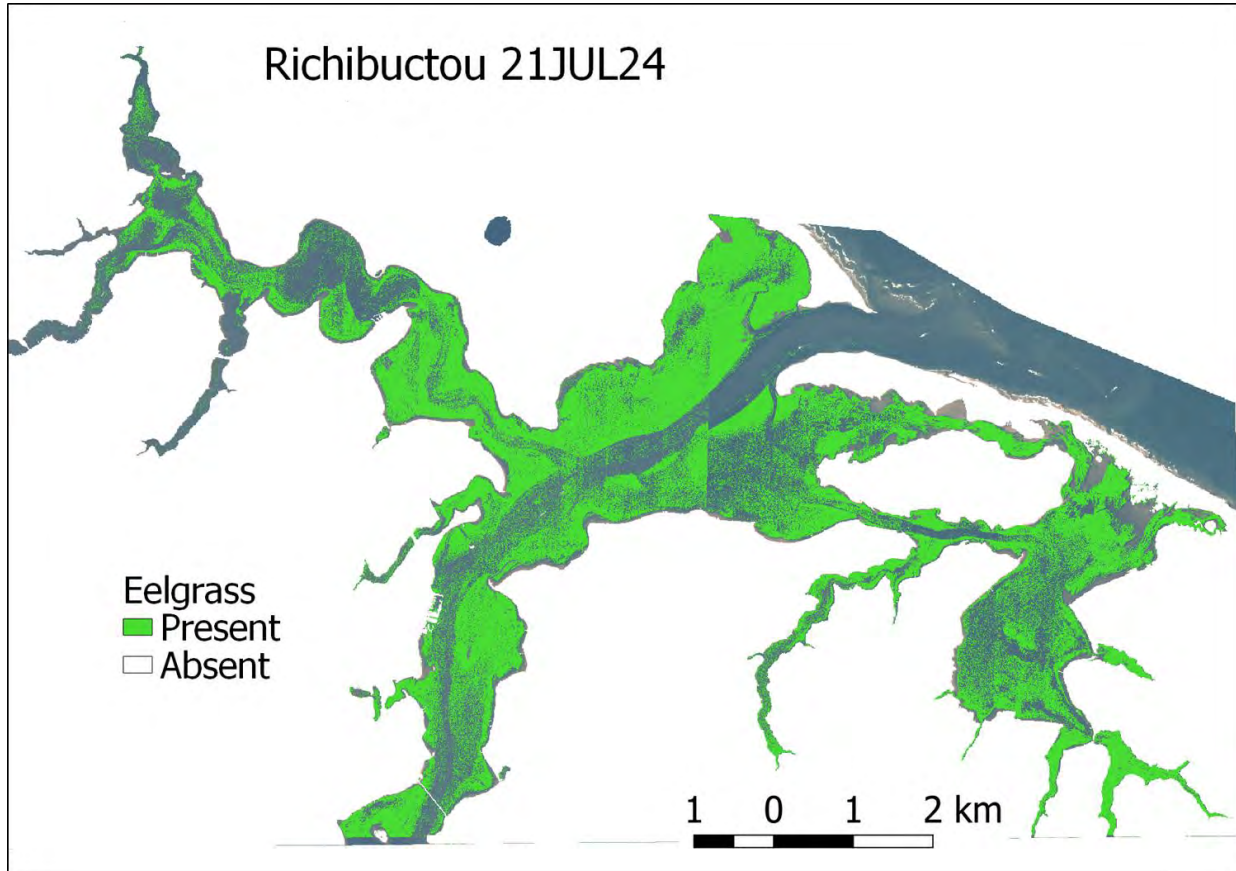 Richibuctou 21JUL24
Eelgrass
Present
Absent
1 0 1 2 km